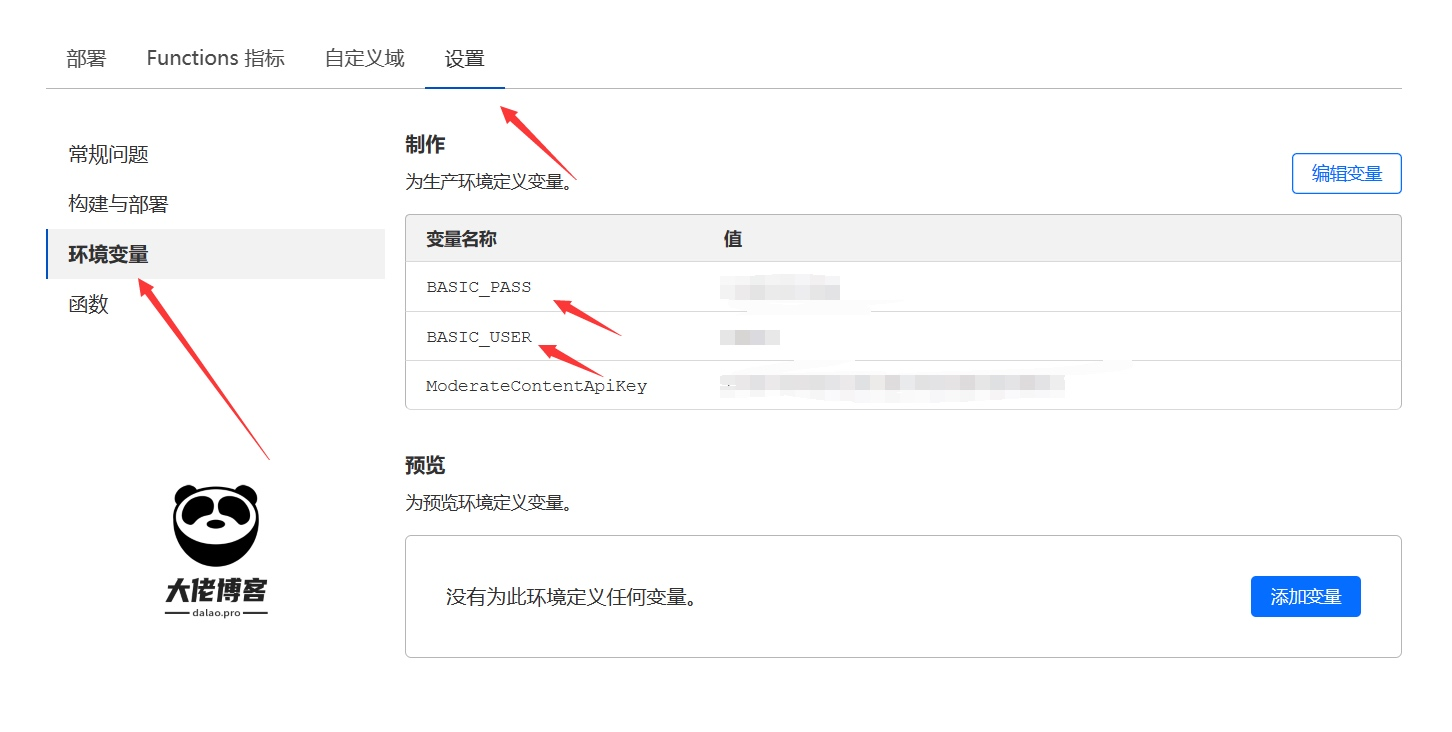 部署 Functions 指标 自定义域 设置
常规问题
构建与部署
环境变量
函数
制作
为生产环境定义变量。
编辑变量
变量名称 值
BASIC_PASS
BASIC_USER
ModerateContentApiKey
预览
为预览环境定义变量。
没有为此环境定义任何变量。
添加变量
大佬博客
dalao.pro